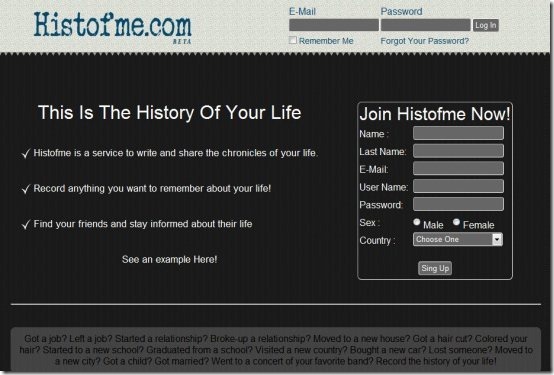 Histofme.com
BETA
E-Mail
Password
Log In
Remember Me
Forgot Your Password?
This Is The History Of Your Life
Histofme is a service to write and share the chronicles of your life.
Record anything you want to remember about your life!
Find your friends and stay informed about their life
See an example Here!
Join Histofme Now!
Name :
Last Name:
E-Mail:
User Name:
Password:
Sex :
Male
Female
Country :
Choose One
Sing Up
Got a job? Left a job? Started a relationship? Broke-up a relationship? Moved to a new house? Got a hair cut? Colored your
hair? Started to a new school? Graduated from a school? Visited a new country? Bought a new car? Lost someone? Moved to
a new city? Got a child? Got married? Went to a concert of your favorite band? Record the history of your life!